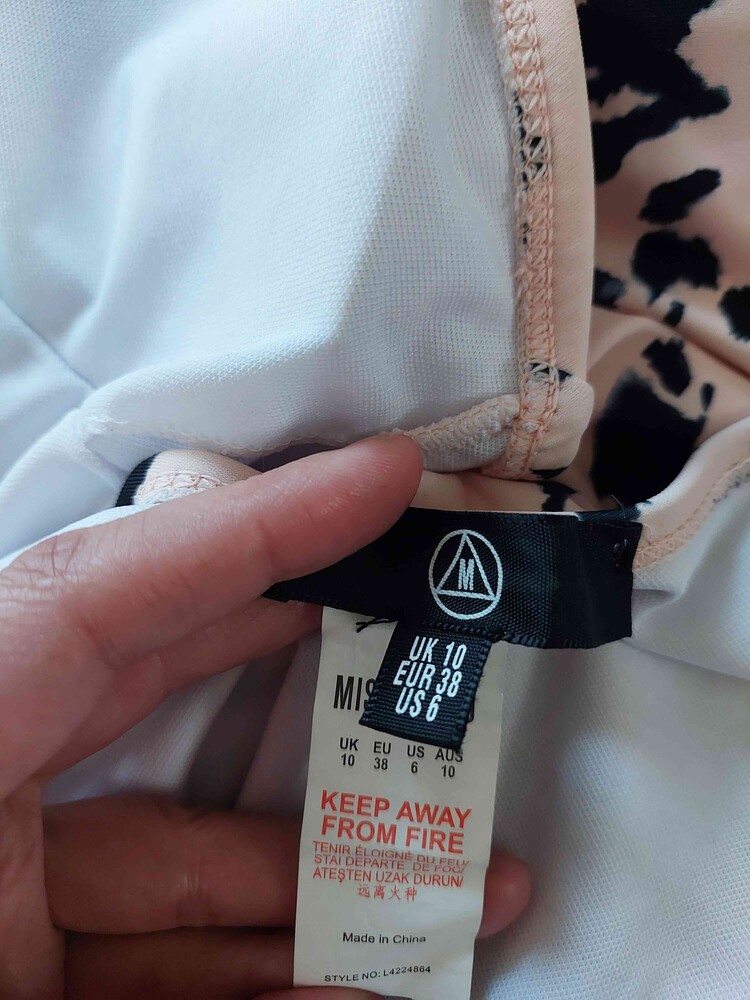 M
UK 10
EUR 38
US 6
UK EU US AUS
10 38 6 10
KEEP AWAY
FROM FIRE
TENIR ÉLOIGNÉ DU FEU/
STAI DEPARTE DE FOC/
ATEŞTEN UZAK DURUN/
远离火种
Made in China
STYLE NO: L4224864